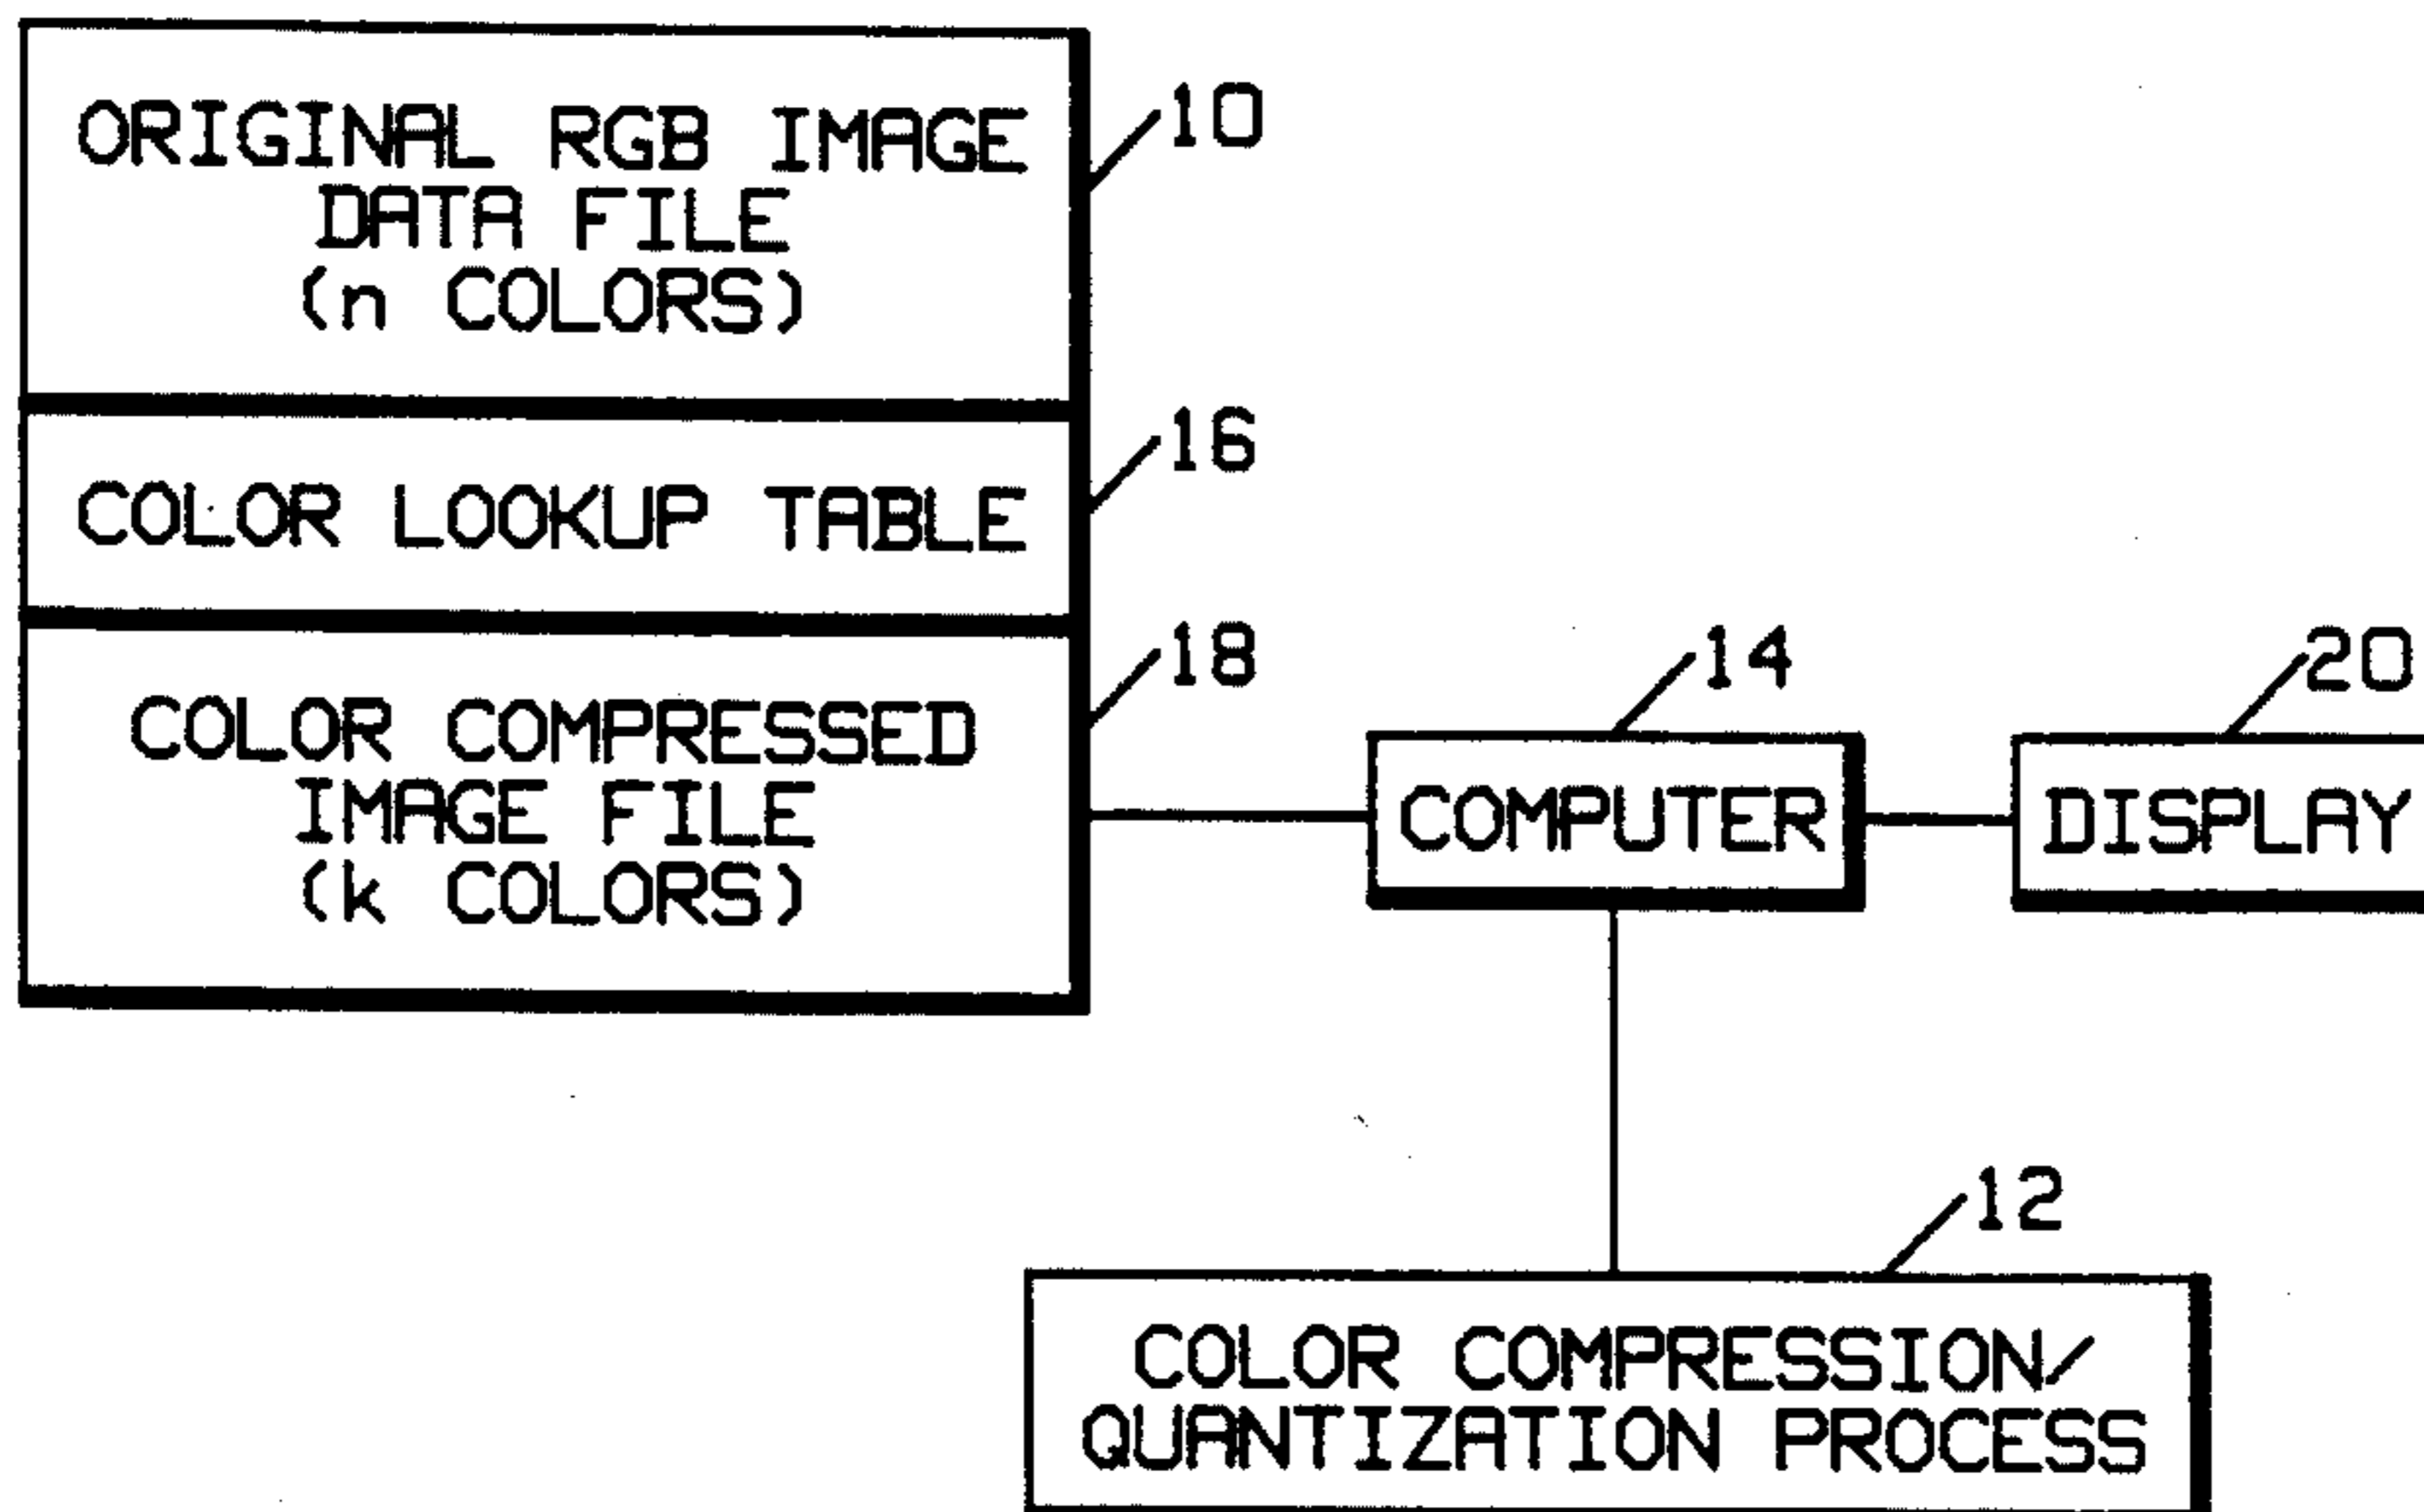 ORIGINAL RGB IMAGE
DATA FILE
(n COLORS)
10
COLOR LOOKUP TABLE
16
COLOR COMPRESSED
IMAGE FILE
(k COLORS)
18
14
COMPUTER
20
DISPLAY
12
COLOR COMPRESSION/
QUANTIZATION PROCESS